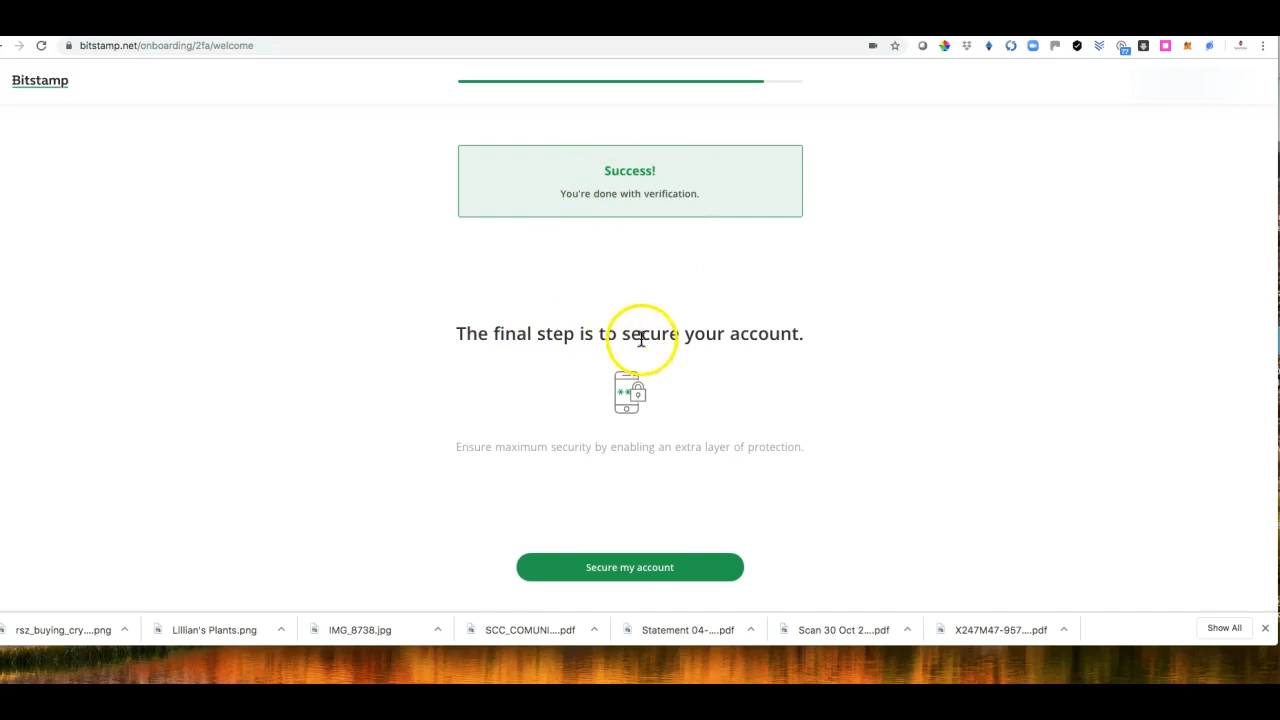 bitstamp.net/onboarding/2fa/welcome
77
Bitstamp
Success!
You're done with verification.
The final step is to secure your account.
**
Ensure maximum security by enabling an extra layer of protection.
Secure my account
rsz_buying_cry....png
Lillian's Plants.png
IMG_8738.jpg
SCC_COMUNI....pdf
Statement 04-....pdf
Scan 30 Oct 2....pdf
X247M47-957....pdf
Show All